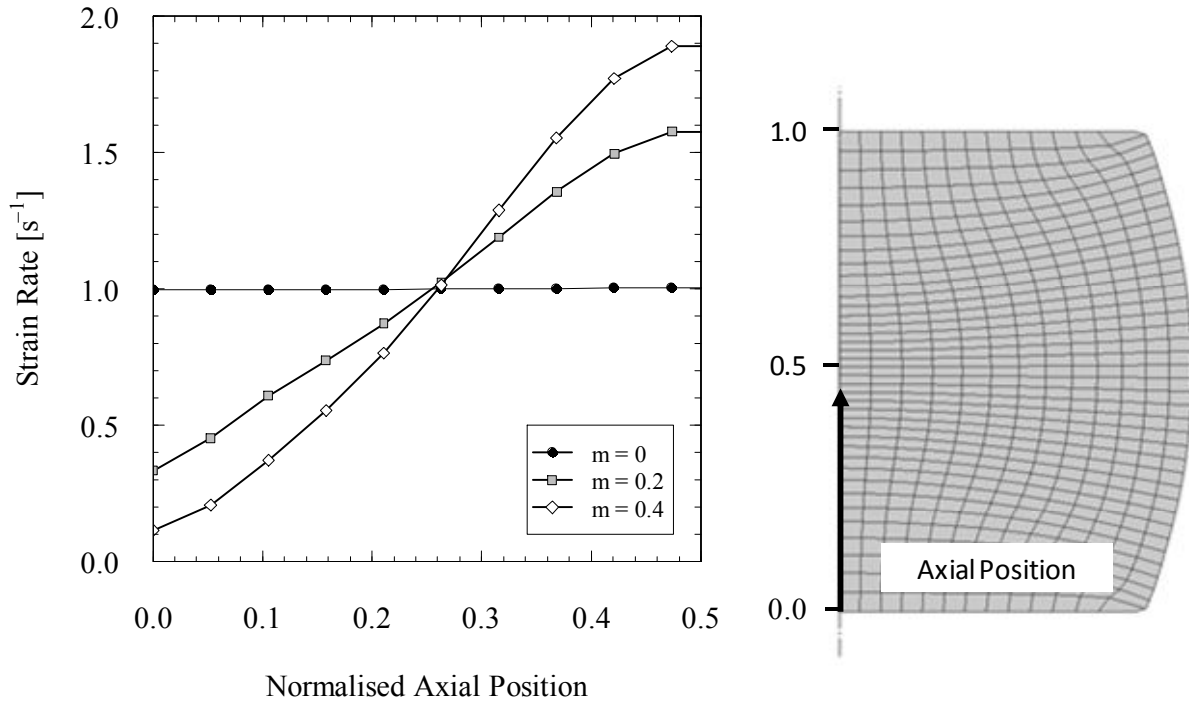 2.0
1.5
1.0
0.5
0.0
Strain Rate [s⁻¹]
m = 0
m = 0.2
m = 0.4
0.0 0.1 0.2 0.3 0.4 0.5
Normalised Axial Position
1.0
0.5
0.0
Axial Position